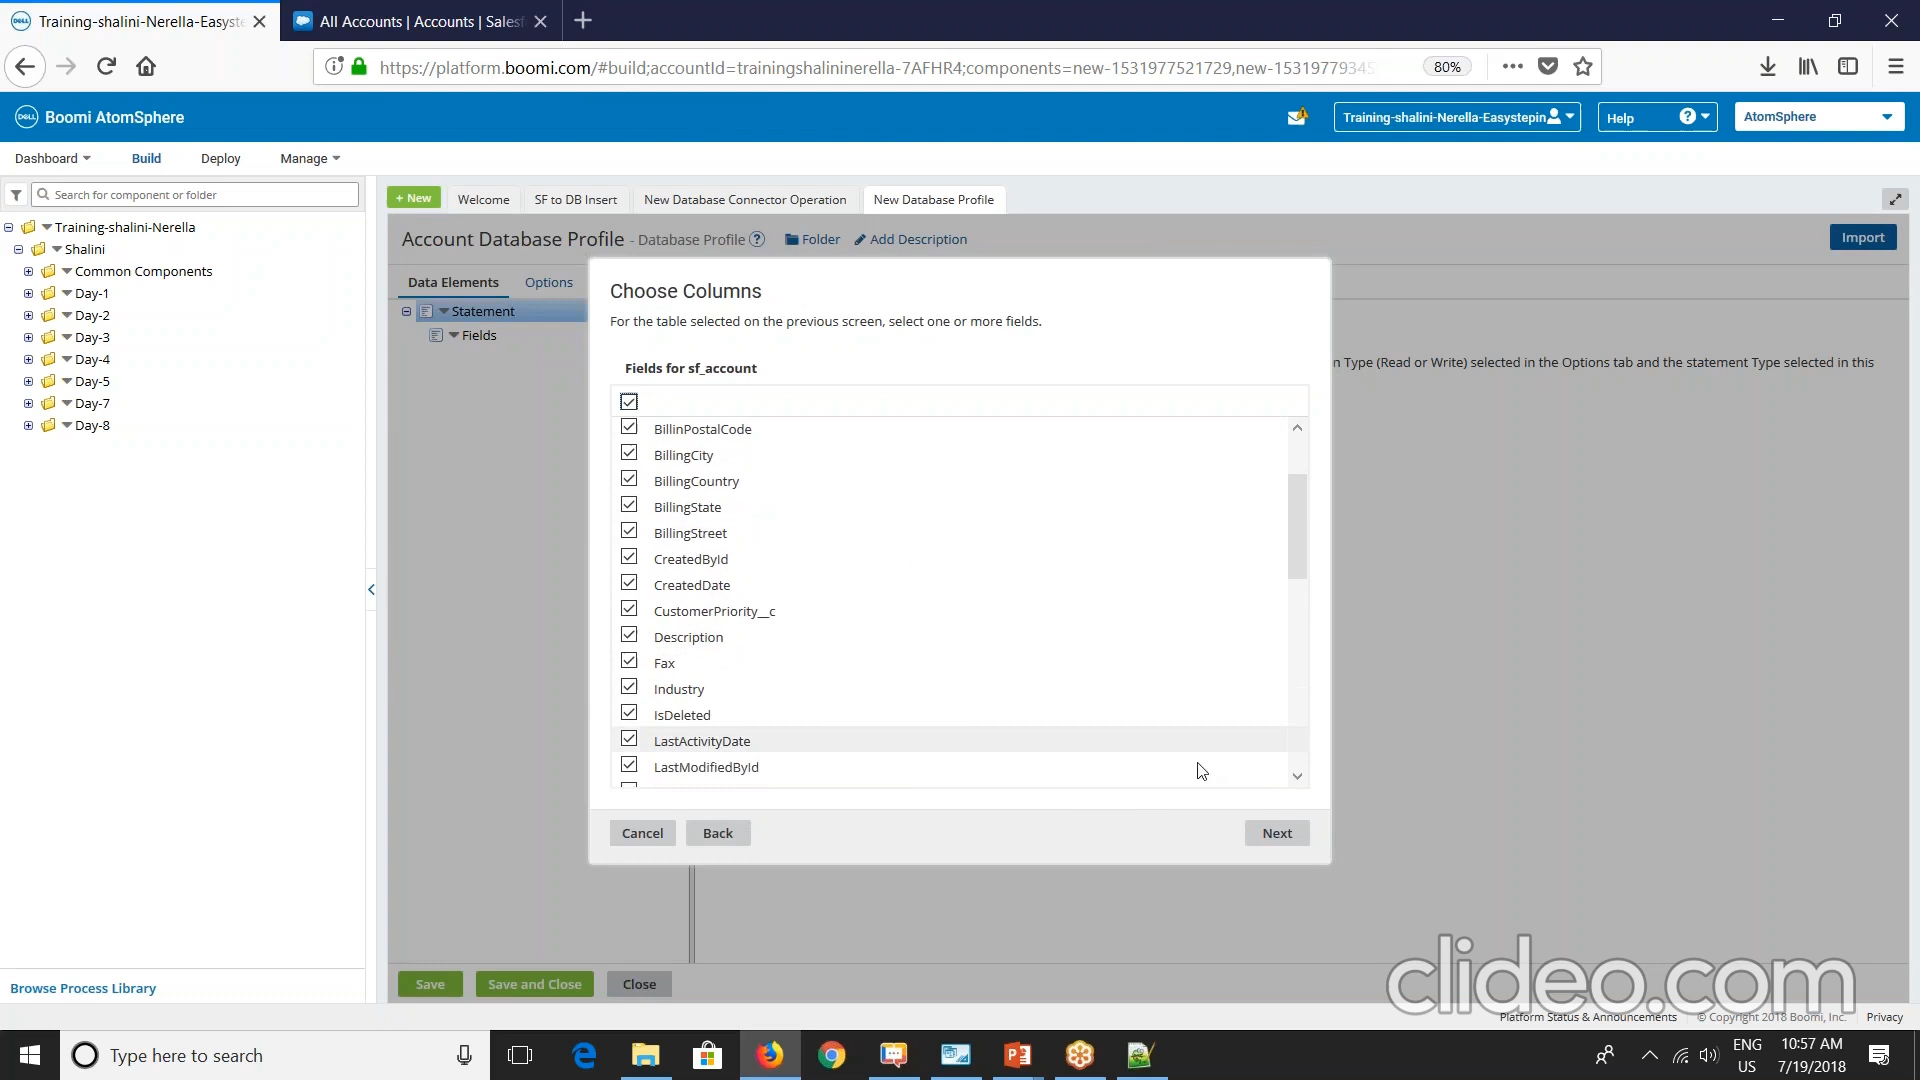 Training-shalini-Nerella-Easyste
All Accounts | Accounts | Salesf
https://platform.boomi.com/#build;accountId=trainingshalininerella-7AFHR4;components=new-1531977521729,new-15319779345
80%
DELL
Boomi AtomSphere
Training-shalini-Nerella-Easystepin
Help
AtomSphere
Dashboard
Build
Deploy
Manage
Search for component or folder
+ New
Welcome
SF to DB Insert
New Database Connector Operation
New Database Profile
Training-shalini-Nerella
Shalini
Common Components
Day-1
Day-2
Day-3
Day-4
Day-5
Day-7
Day-8
Browse Process Library
Account Database Profile - Database Profile
Folder
Add Description
Import
Data Elements
Options
Statement
Fields
n Type (Read or Write) selected in the Options tab and the statement Type selected in this
Choose Columns
For the table selected on the previous screen, select one or more fields.
Fields for sf_account
BillinPostalCode
BillingCity
BillingCountry
BillingState
BillingStreet
CreatedById
CreatedDate
CustomerPriority__c
Description
Fax
Industry
IsDeleted
LastActivityDate
LastModifiedById
Cancel
Back
Next
Save
Save and Close
Close
clideo.com
Platform Status & Announcements
© Copyright 2018 Boomi, Inc.
Privacy
Type here to search
ENG
US
10:57 AM
7/19/2018